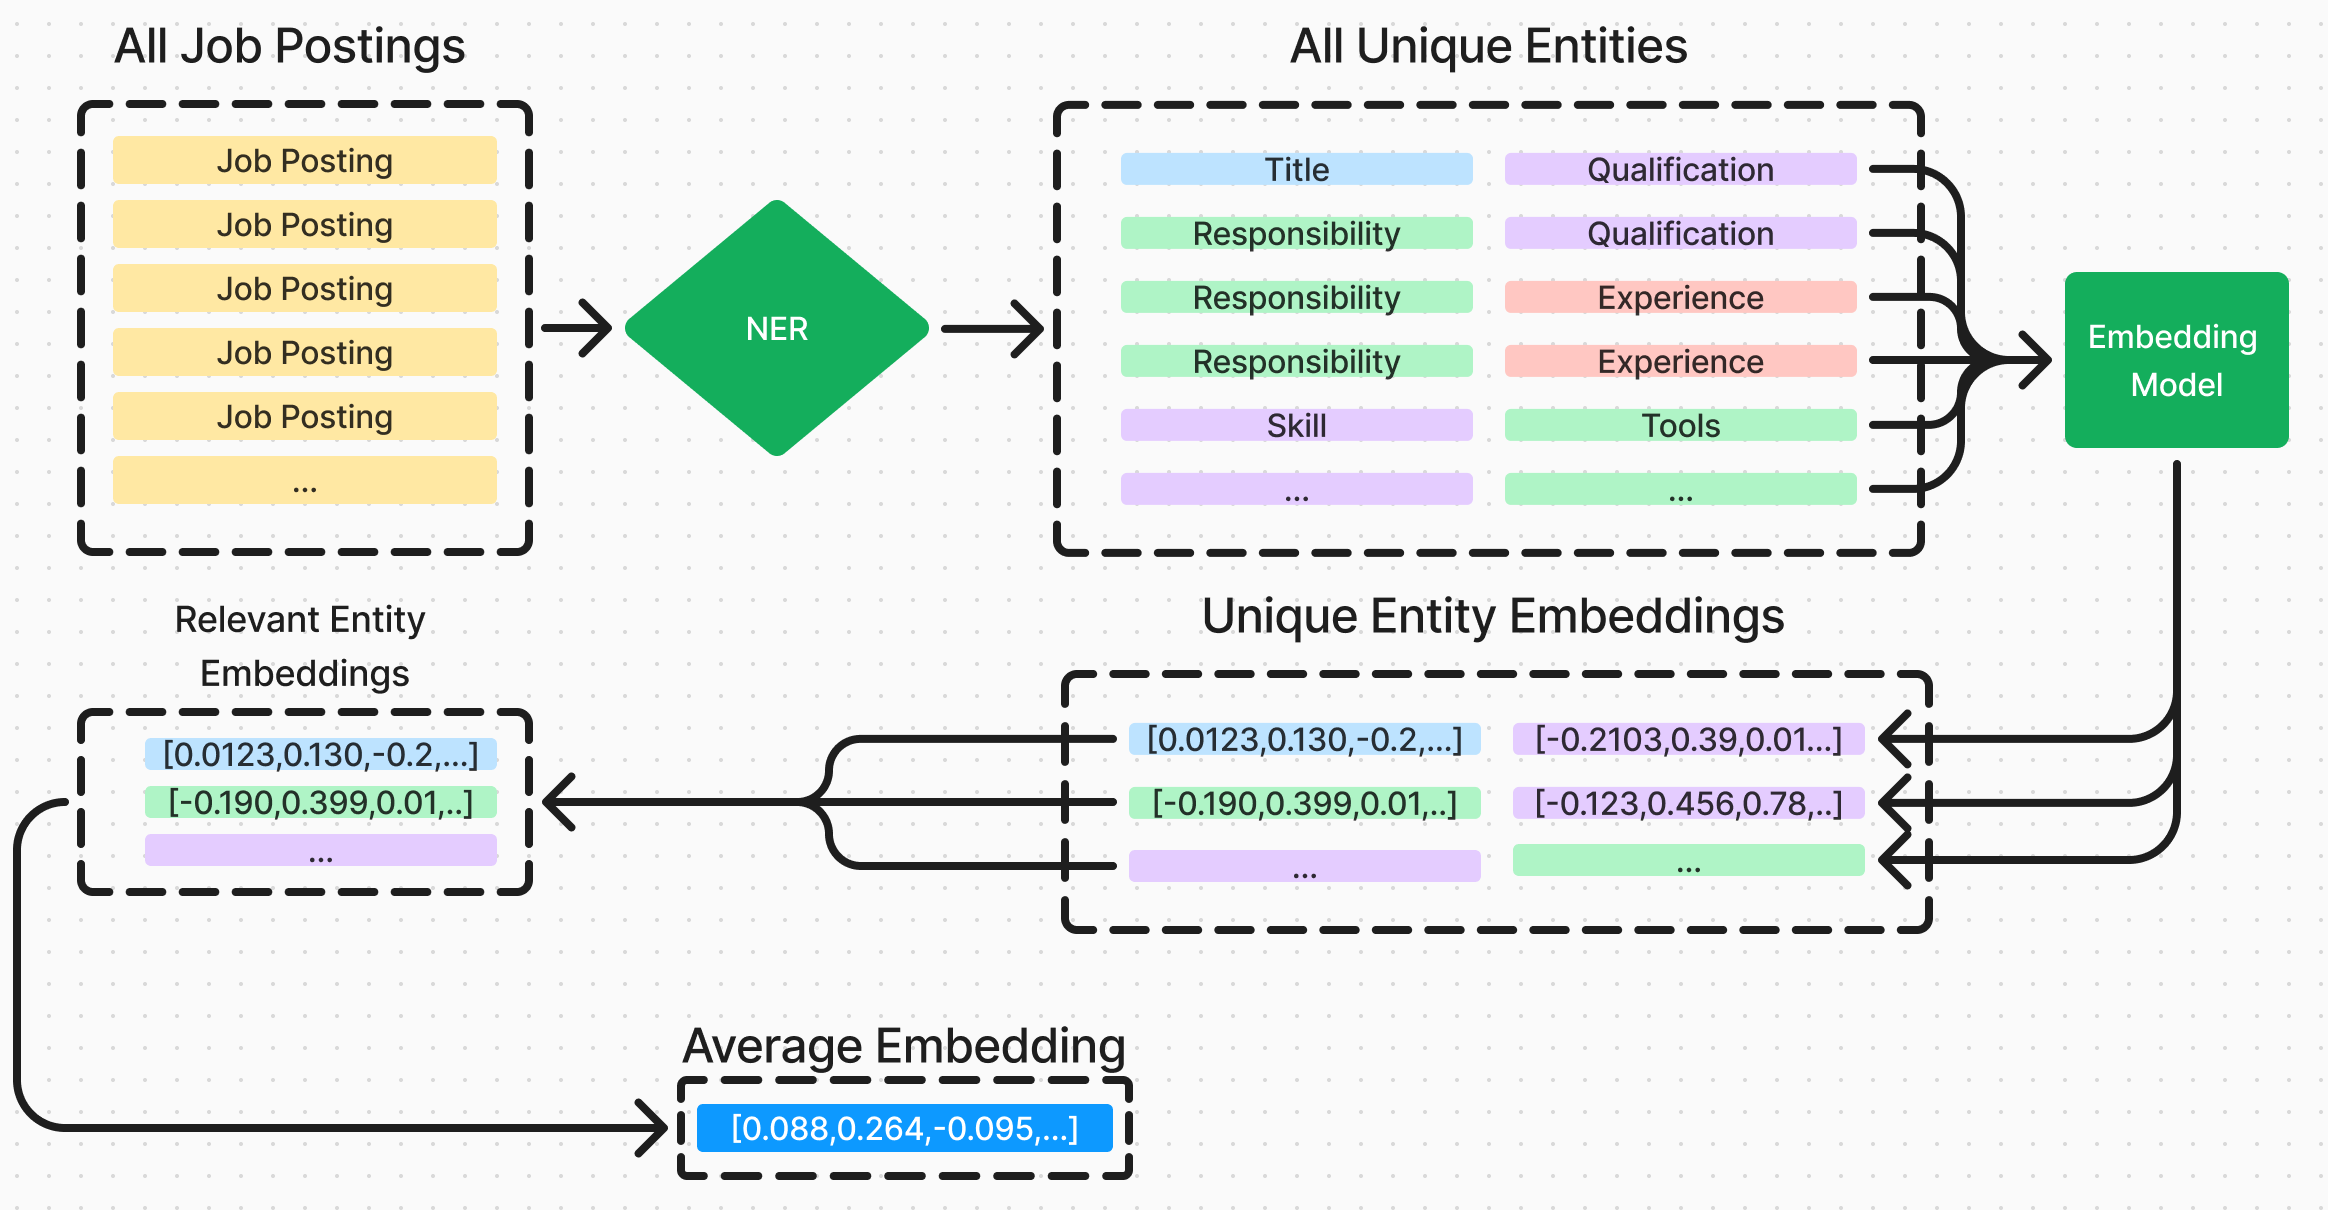 All Job Postings
Job Posting
Job Posting
Job Posting
Job Posting
Job Posting
...
NER
All Unique Entities
Title
Qualification
Responsibility
Qualification
Responsibility
Experience
Responsibility
Experience
Skill
Tools
...
...
Embedding
Model
Relevant Entity
Embeddings
[0.0123,0.130,-0.2,...]
[-0.190,0.399,0.01,..]
...
Unique Entity Embeddings
[0.0123,0.130,-0.2,...]
[-0.2103,0.39,0.01...]
[-0.190,0.399,0.01,..]
[-0.123,0.456,0.78,..]
...
...
Average Embedding
[0.088,0.264,-0.095,...]